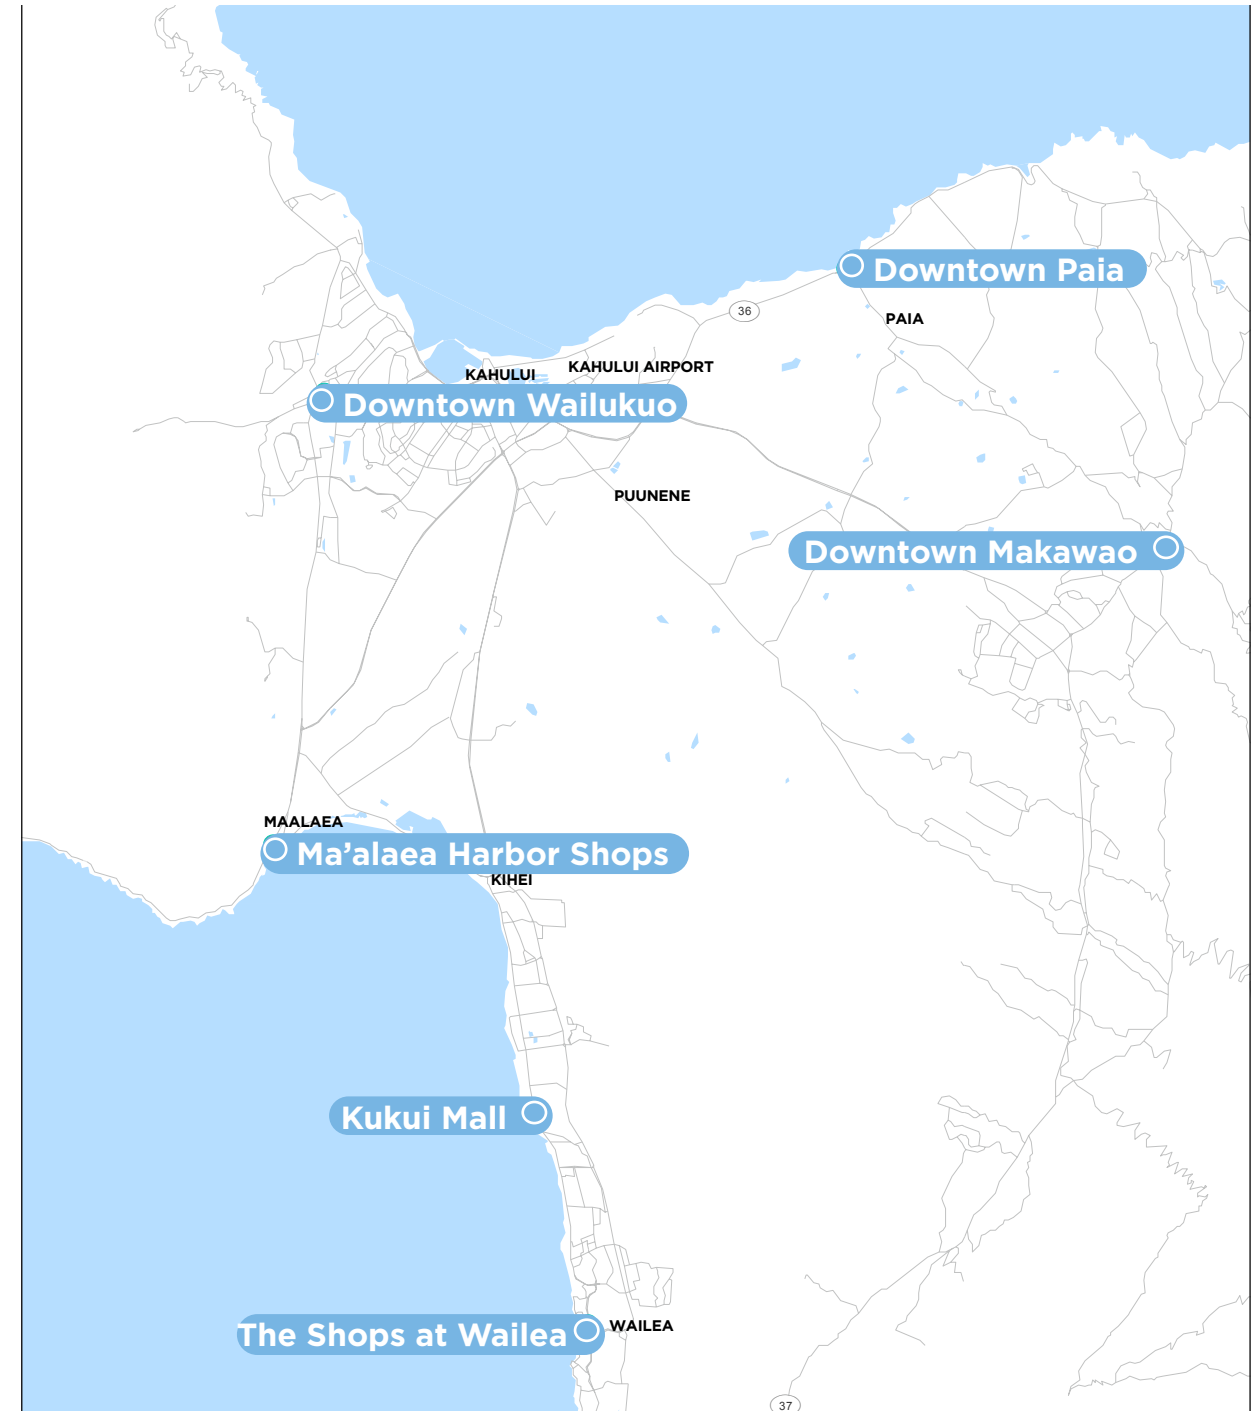 Downtown Paia
36
PAIA
KAHULUI AIRPORT
KAHULUI
Downtown Wailukuo
PUUNENE
Downtown Makawao
MAALAEA
Ma’alaea Harbor Shops
KIHEI
Kukui Mall
The Shops at Wailea
WAILEA
37